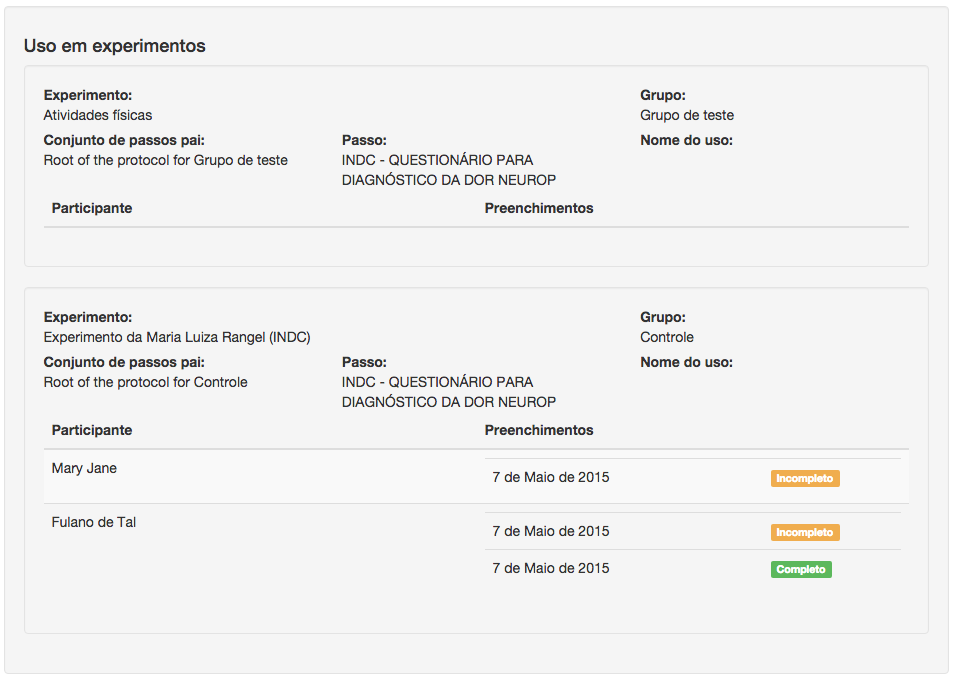 Uso em experimentos
Experimento:
Atividades físicas
Grupo:
Grupo de teste
Conjunto de passos pai:
Root of the protocol for Grupo de teste
Passo:
INDC - QUESTIONÁRIO PARA
DIAGNÓSTICO DA DOR NEUROP
Nome do uso:
Participante Preenchimentos
Experimento:
Experimento da Maria Luiza Rangel (INDC)
Grupo:
Controle
Conjunto de passos pai:
Root of the protocol for Controle
Passo:
INDC - QUESTIONÁRIO PARA
DIAGNÓSTICO DA DOR NEUROP
Nome do uso:
Participante Preenchimentos
Mary Jane 7 de Maio de 2015 Incompleto
Fulano de Tal 7 de Maio de 2015 Incompleto
7 de Maio de 2015 Completo